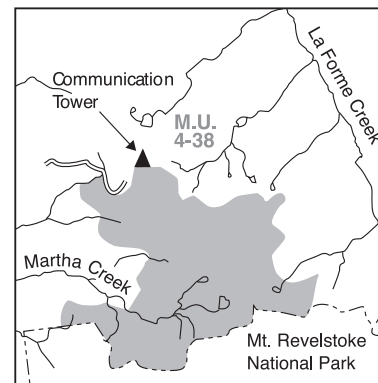 La Forme Creek
Communication
Tower
M.U.
4-38
Martha Creek
Mt. Revelstoke
National Park